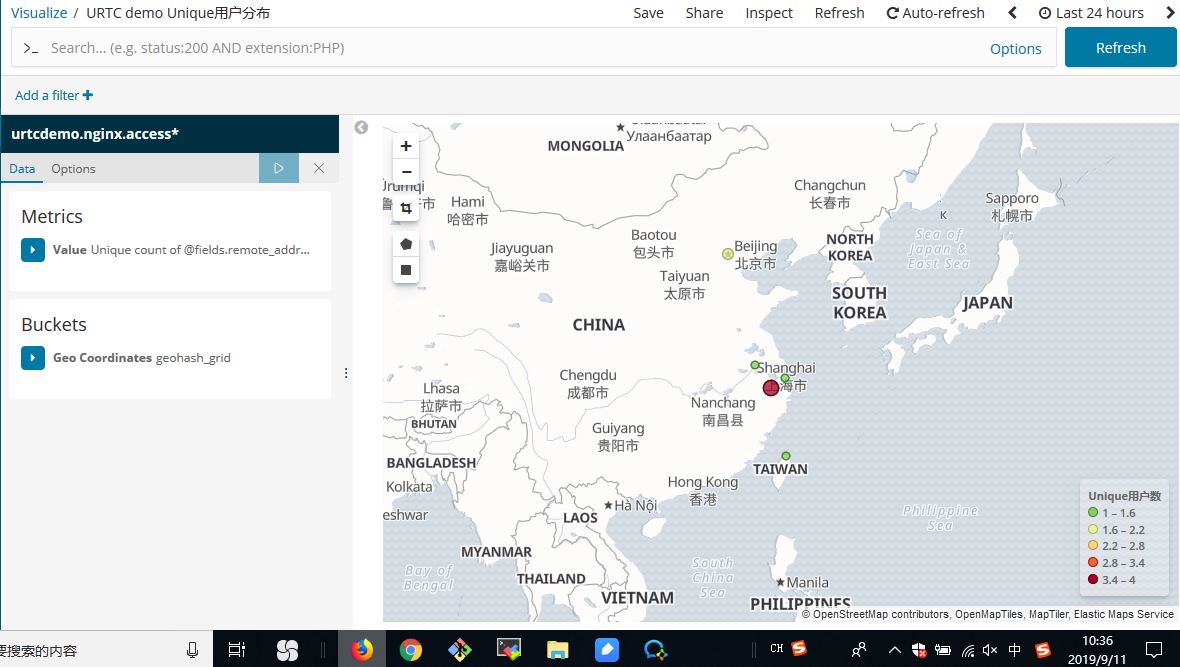 Visualize / URTC demo Unique用户分布
Save Share Inspect Refresh Auto-refresh Last 24 hours
>_ Search... (e.g. status:200 AND extension:PHP) Options Refresh
Add a filter
urtcdemo.nginx.access*
Data Options
Metrics
Value Unique count of @fields.remote_addr...
Buckets
Geo Coordinates geohash_grid
Улаанбаатар
MONGOLIA
Hami
哈密市
Changchun
长春市
Sapporo
札幌市
Jiayuguan
嘉峪关市
Baotou
包头市
Beijing
北京市
Taiyuan
太原市
NORTH
KOREA
Sea of
Japan &
East Sea
SOUTH
KOREA
JAPAN
CHINA
Chengdu
成都市
Shanghai
海市
Lhasa
拉萨市
Nanchang
南昌县
BHUTAN
Guiyang
贵阳市
BANGLADESH
TAIWAN
Kolkata
Hong Kong
香港
Hà Nội
eshwar
LAOS
Philippine
Sea
MYANMAR
Bay of
Bengal
THAILAND
South
China
Sea
Manila
VIETNAM
PHILIPPINES
Unique用户数
1 – 1.6
1.6 – 2.2
2.2 – 2.8
2.8 – 3.4
3.4 – 4
© OpenStreetMap contributors, OpenMapTiles, MapTiler, Elastic Maps Service
要搜索的内容
CH
中
10:36
2019/9/11